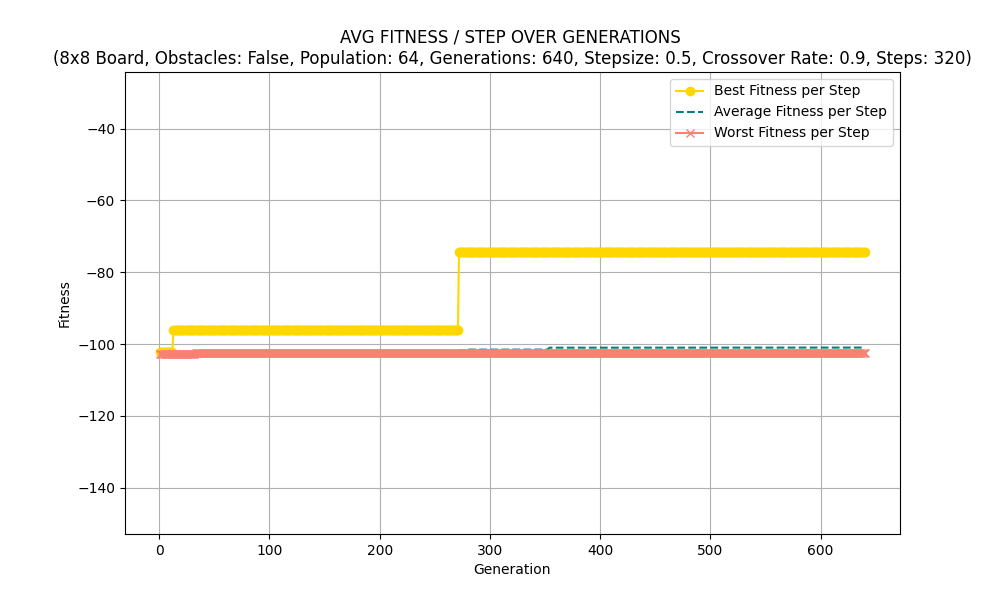 AVG FITNESS / STEP OVER GENERATIONS
(8x8 Board, Obstacles: False, Population: 64, Generations: 640, Stepsize: 0.5, Crossover Rate: 0.9, Steps: 320)
Best Fitness per Step
Average Fitness per Step
Worst Fitness per Step
Fitness
−40
−60
−80
−100
−120
−140
0 100 200 300 400 500 600
Generation